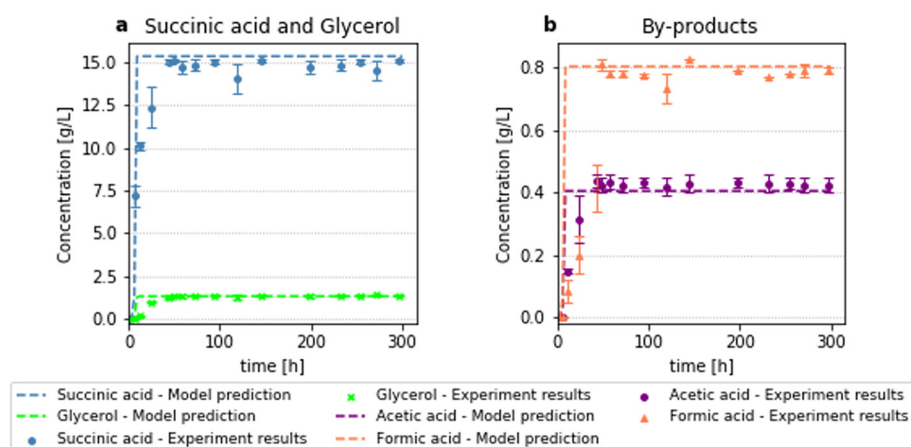 a Succinic acid and Glycerol
15.0
12.5
10.0
7.5
5.0
2.5
0.0
Concentration [g/L]
0 100 200 300
time [h]
b By-products
0.8
0.6
0.4
0.2
0.0
Concentration [g/L]
0 100 200 300
time [h]
Succinic acid - Model prediction
Glycerol - Model prediction
Succinic acid - Experiment results
Glycerol - Experiment results
Acetic acid - Model prediction
Formic acid - Model prediction
Acetic acid - Experiment results
Formic acid - Experiment results